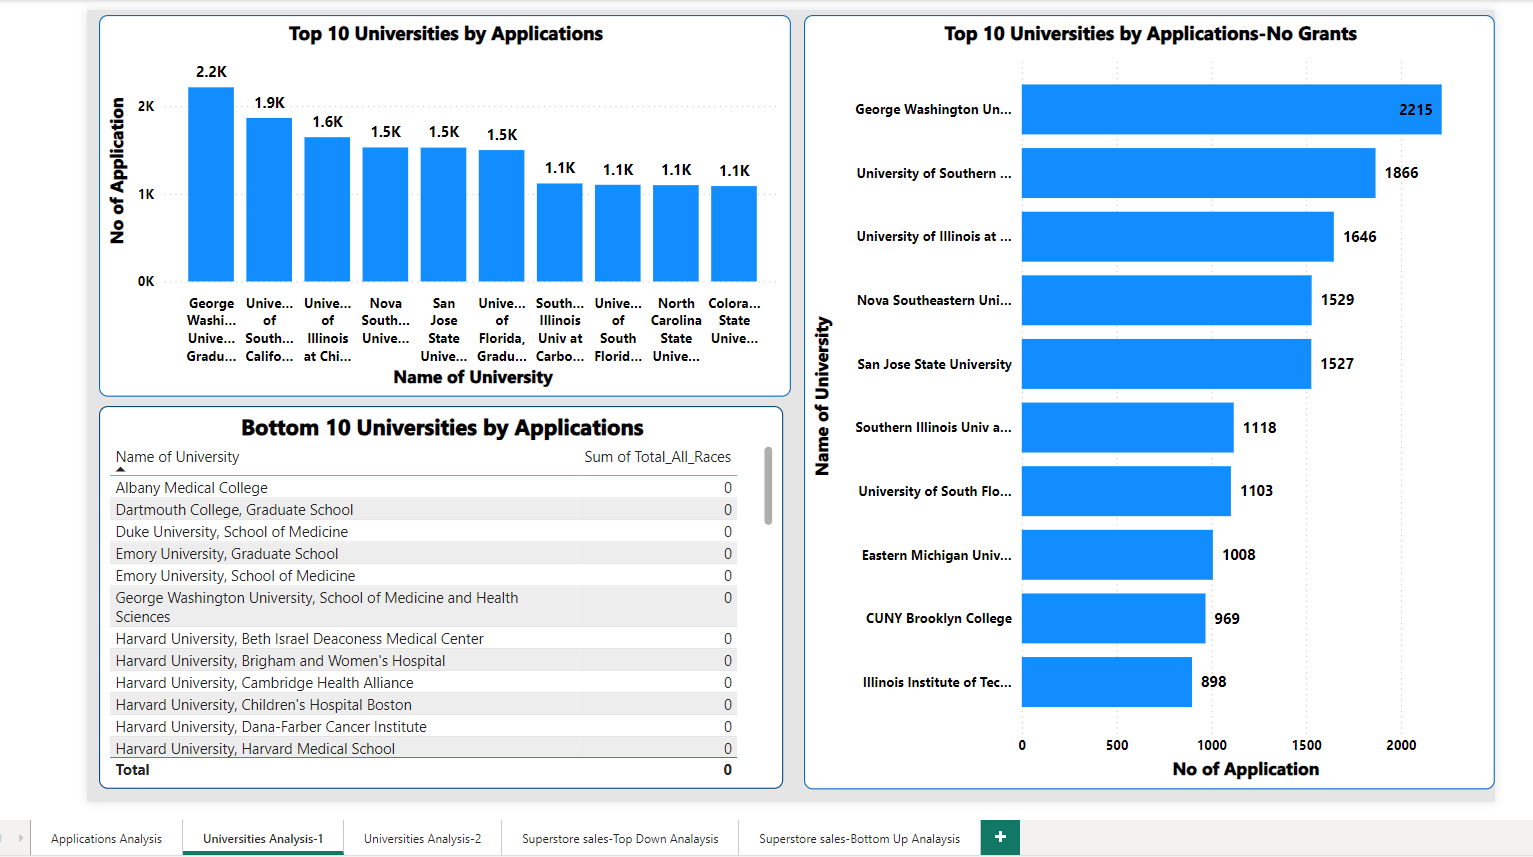 Top 10 Universities by Applications
No of Application
2K
1K
0K
2.2K
1.9K
1.6K
1.5K
1.5K
1.5K
1.1K
1.1K
1.1K
1.1K
George
Washi...
Unive...
Gradu...
Unive...
of
South...
Califo...
Unive...
of
Illinois
at Chi...
Nova
South...
Unive...
San
Jose
State
Unive...
Unive...
of
Florida,
Gradu...
South...
Illinois
Univ at
Carbo...
Unive...
of
South
Florid...
North
Carolina
State
Unive...
Colora...
State
Unive...
Name of University
Bottom 10 Universities by Applications
Name of University Sum of Total_All_Races
Albany Medical College 0
Dartmouth College, Graduate School 0
Duke University, School of Medicine 0
Emory University, Graduate School 0
Emory University, School of Medicine 0
George Washington University, School of Medicine and Health 0
Sciences
Harvard University, Beth Israel Deaconess Medical Center 0
Harvard University, Brigham and Women's Hospital 0
Harvard University, Cambridge Health Alliance 0
Harvard University, Children's Hospital Boston 0
Harvard University, Dana-Farber Cancer Institute 0
Harvard University, Harvard Medical School 0
Total 0
Top 10 Universities by Applications-No Grants
Name of University
George Washington Un... 2215
University of Southern ... 1866
University of Illinois at ... 1646
Nova Southeastern Uni... 1529
San Jose State University 1527
Southern Illinois Univ a... 1118
University of South Flo... 1103
Eastern Michigan Univ... 1008
CUNY Brooklyn College 969
Illinois Institute of Tec... 898
0 500 1000 1500 2000
No of Application
Applications Analysis Universities Analysis-1 Universities Analysis-2 Superstore sales-Top Down Analaysis Superstore sales-Bottom Up Analaysis +